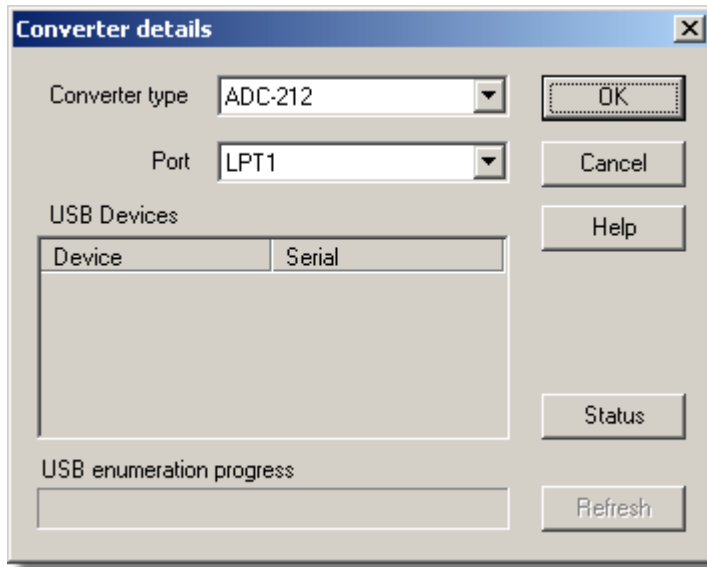 Converter details
Converter type ADC-212 OK
Port LPT1 Cancel
USB Devices Help
Device Serial
Status
USB enumeration progress
Refresh